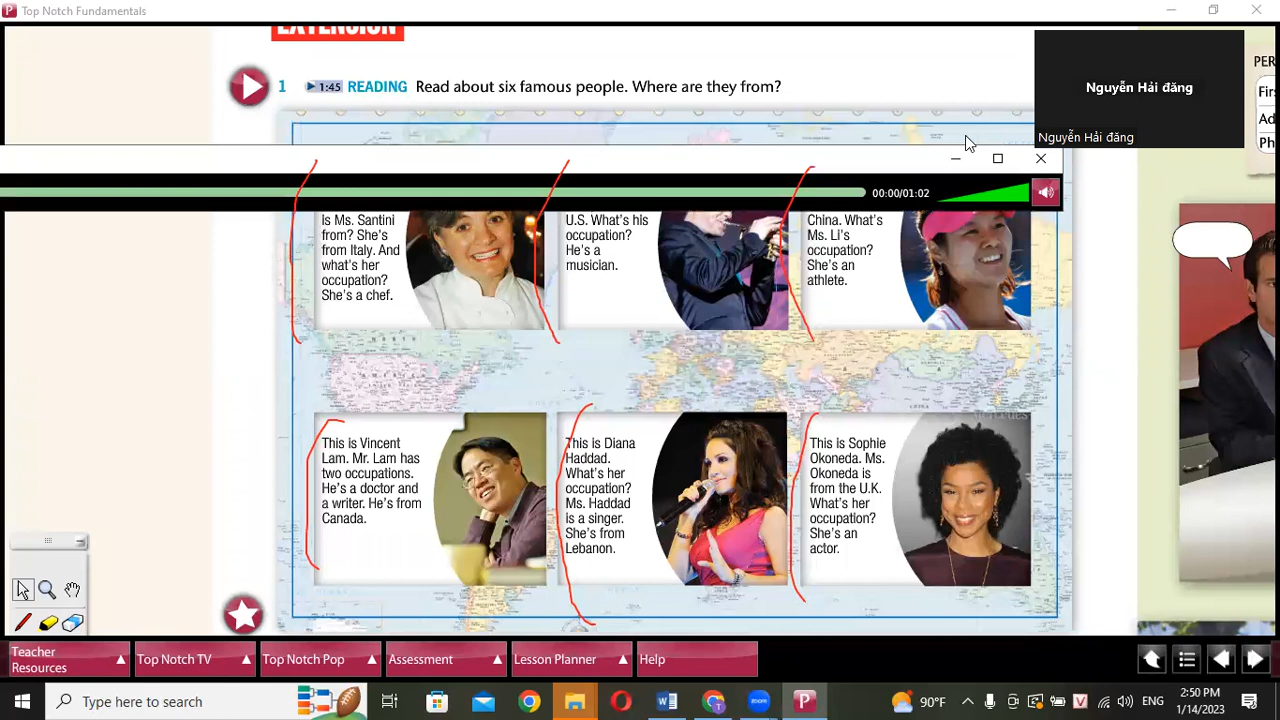 Top Notch Fundamentals
EXTENSION
1 1:45 READING Read about six famous people. Where are they from?
Nguyễn Hải đăng
Nguyễn Hải đăng
PER
Firs
Ad
Ph
00:00/01:02
Is Ms. Santini
from? She's
from Italy. And
what's her
occupation?
She's a chef.
U.S. What's his
occupation?
He's a
musician.
China. What's
Ms. Li's
occupation?
She's an
athlete.
This is Vincent
Lam. Mr. Lam has
two occupations.
He's a doctor and
a writer. He's from
Canada.
This is Diana
Haddad.
What's her
occupation?
Ms. Haddad
is a singer.
She's from
Lebanon.
This is Sophie
Okoneda. Ms.
Okoneda is
from the U.K.
What's her
occupation?
She's an
actor.
Teacher
Resources
Top Notch TV
Top Notch Pop
Assessment
Lesson Planner
Help
Type here to search
zoom
90°F
ENG
2:50 PM
1/14/2023